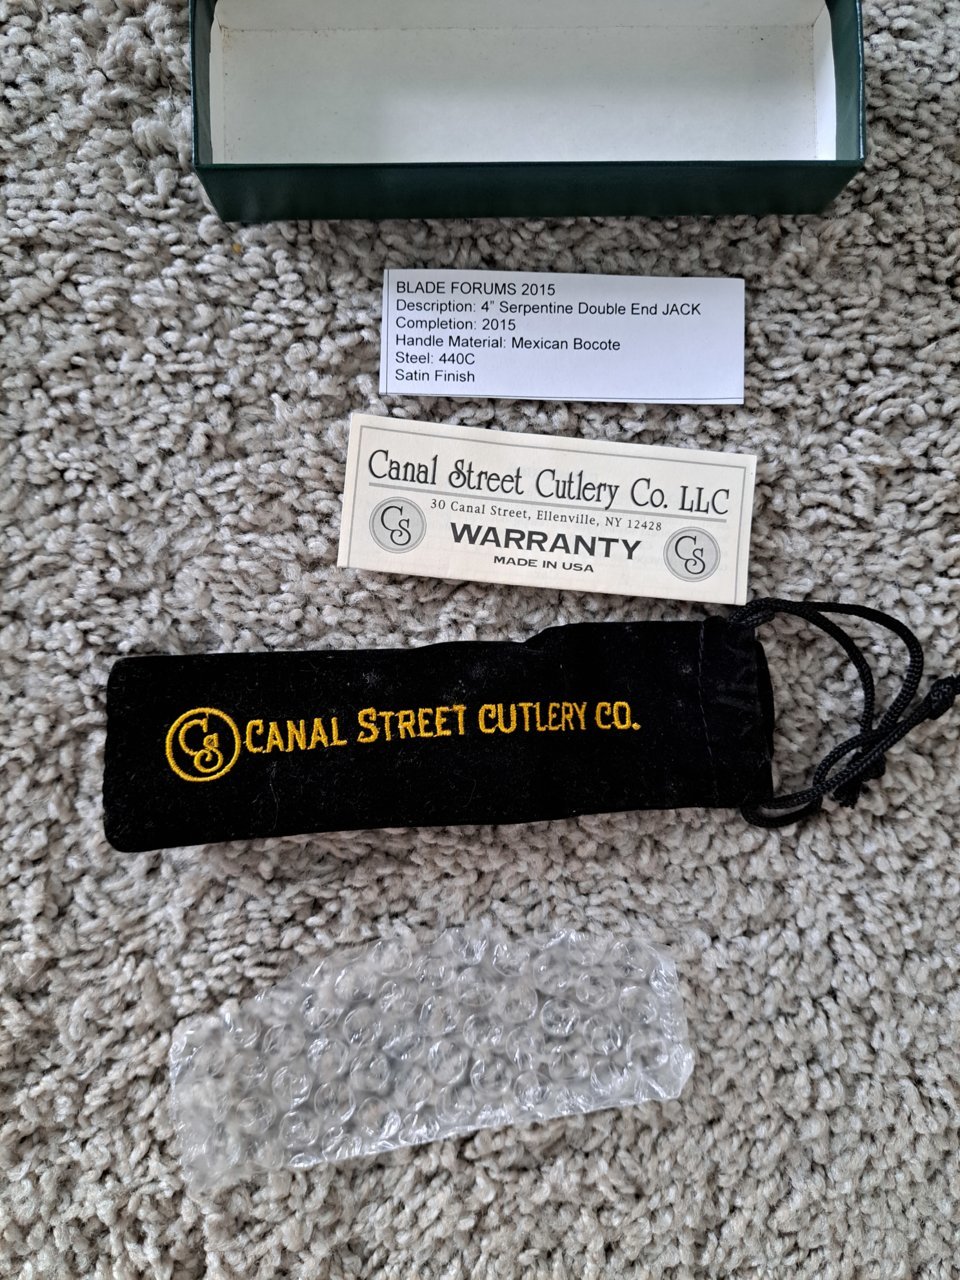 BLADE FORUMS 2015
Description: 4" Serpentine Double End JACK
Completion: 2015
Handle Material: Mexican Bocote
Steel: 440C
Satin Finish
Canal Street Cutlery Co. LLC
30 Canal Street, Ellenville, NY 12428
CS
WARRANTY
CS
MADE IN USA
CS CANAL STREET CUTLERY CO.